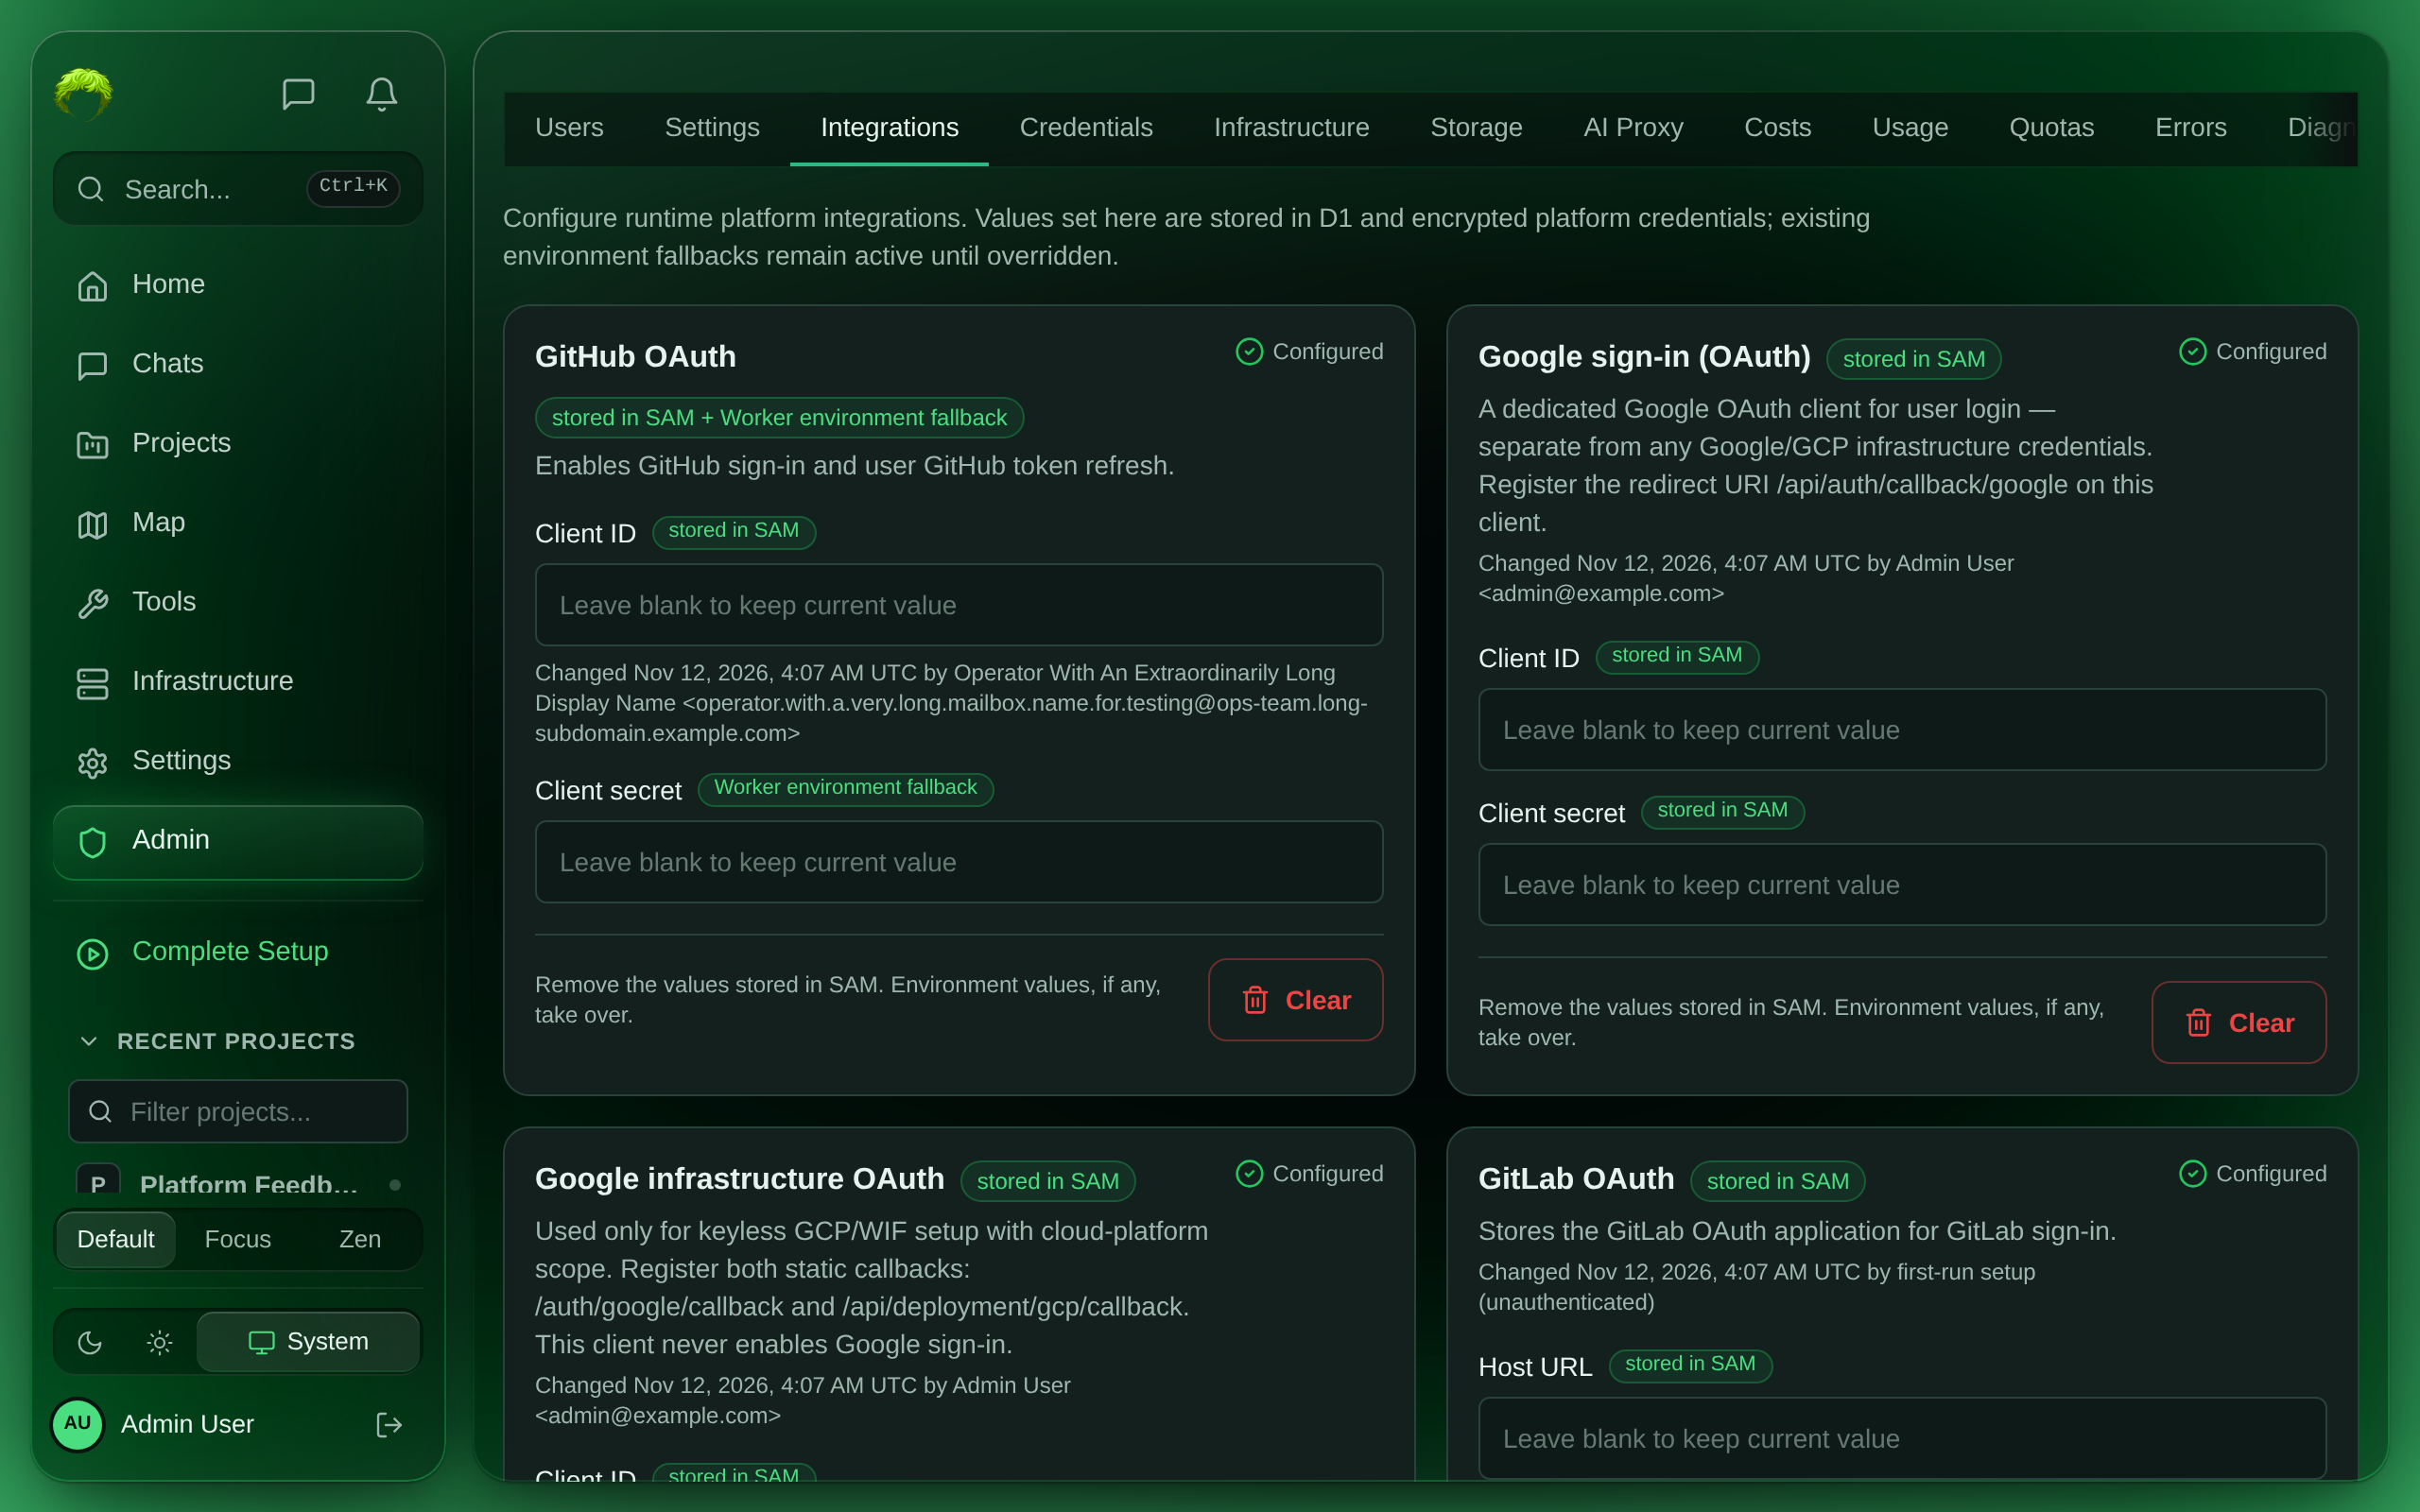 Search...
Ctrl+K
Home
Chats
Projects
Map
Tools
Infrastructure
Settings
Admin
Complete Setup
RECENT PROJECTS
Filter projects...
P Platform Feedb...
Default Focus Zen
System
AU Admin User
Users Settings Integrations Credentials Infrastructure Storage AI Proxy Costs Usage Quotas Errors
Configure runtime platform integrations. Values set here are stored in D1 and encrypted platform credentials; existing
environment fallbacks remain active until overridden.
GitHub OAuth
Configured
stored in SAM + Worker environment fallback
Enables GitHub sign-in and user GitHub token refresh.
Client ID stored in SAM
Leave blank to keep current value
Changed Nov 12, 2026, 4:07 AM UTC by Operator With An Extraordinarily Long
Display Name <operator.with.a.very.long.mailbox.name.for.testing@ops-team.long-
subdomain.example.com>
Client secret Worker environment fallback
Leave blank to keep current value
Remove the values stored in SAM. Environment values, if any,
take over.
Clear
Google sign-in (OAuth) stored in SAM
Configured
A dedicated Google OAuth client for user login —
separate from any Google/GCP infrastructure credentials.
Register the redirect URI /api/auth/callback/google on this
client.
Changed Nov 12, 2026, 4:07 AM UTC by Admin User
<admin@example.com>
Client ID stored in SAM
Leave blank to keep current value
Client secret stored in SAM
Leave blank to keep current value
Remove the values stored in SAM. Environment values, if any,
take over.
Clear
Google infrastructure OAuth stored in SAM
Configured
Used only for keyless GCP/WIF setup with cloud-platform
scope. Register both static callbacks:
/auth/google/callback and /api/deployment/gcp/callback.
This client never enables Google sign-in.
Changed Nov 12, 2026, 4:07 AM UTC by Admin User
<admin@example.com>
Client ID stored in SAM
GitLab OAuth stored in SAM
Configured
Stores the GitLab OAuth application for GitLab sign-in.
Changed Nov 12, 2026, 4:07 AM UTC by first-run setup
(unauthenticated)
Host URL stored in SAM
Leave blank to keep current value